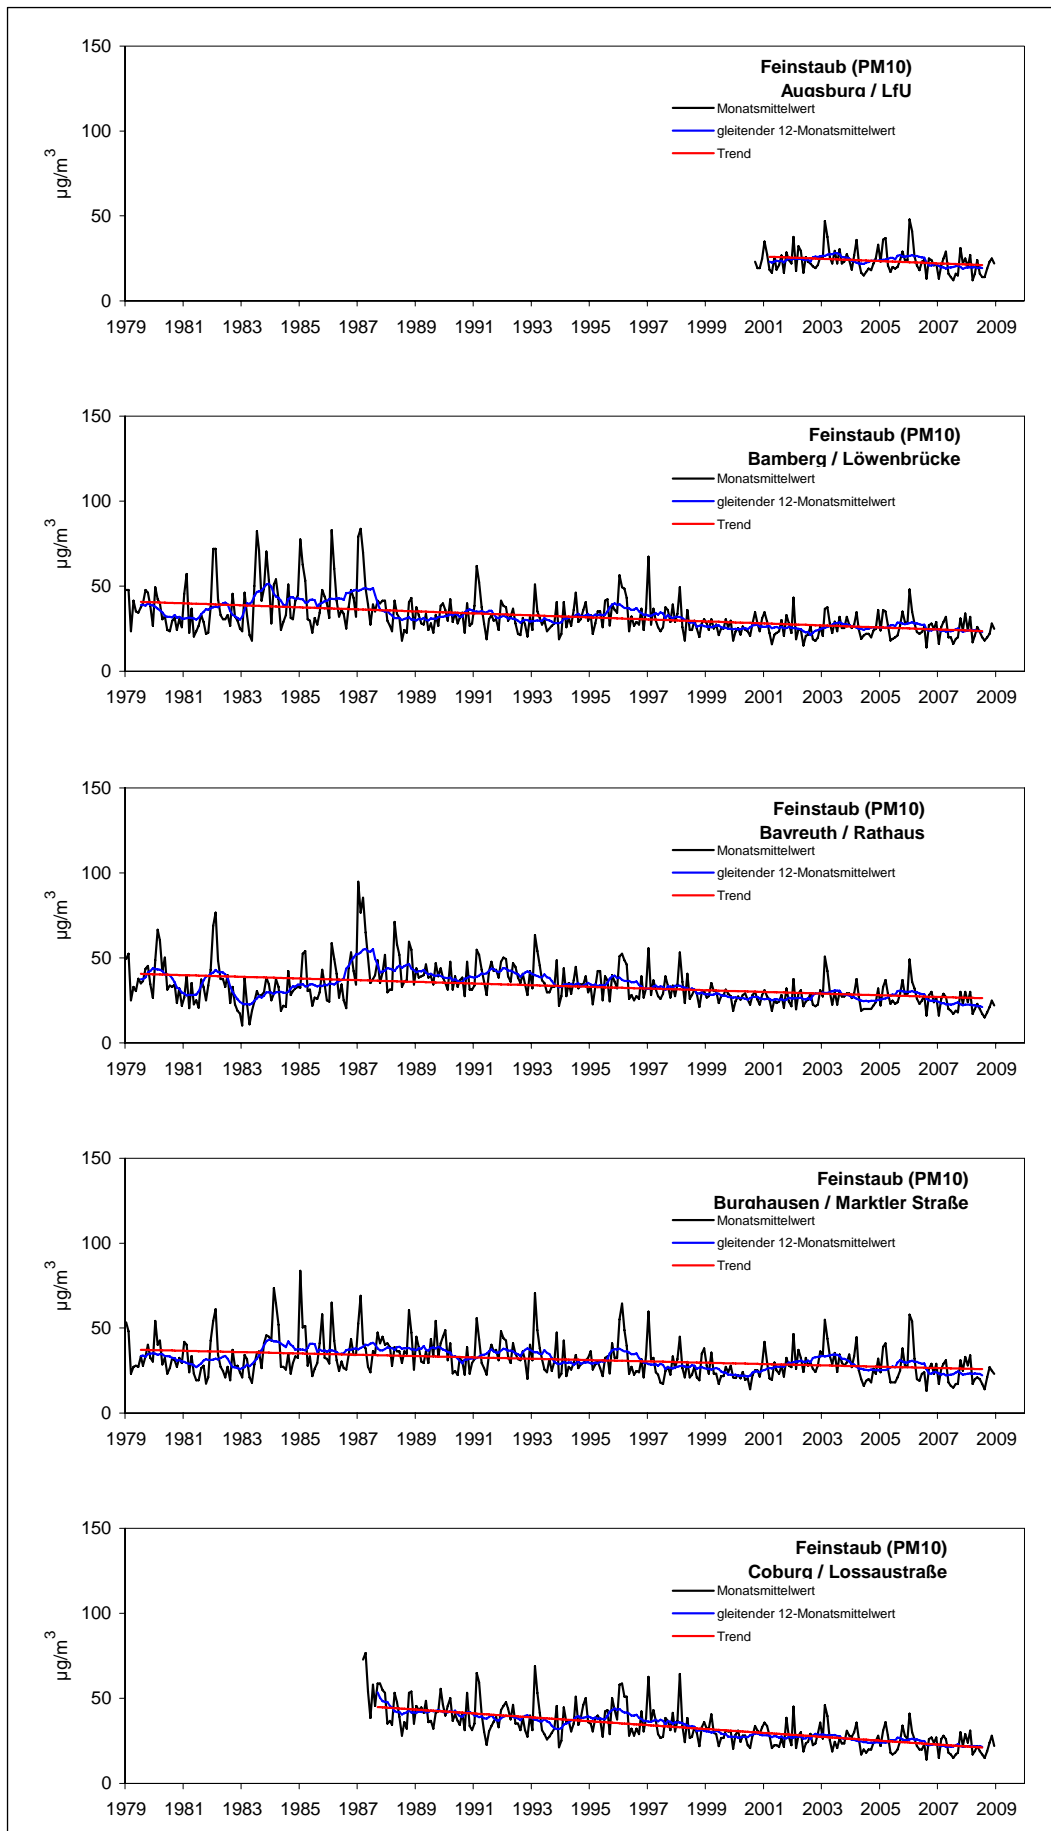 150
Feinstaub (PM10)
Augsburg / LfU
Monatsmittelwert
gleitender 12-Monatsmittelwert
Trend
100
µg/m³
50
0
1979 1981 1983 1985 1987 1989 1991 1993 1995 1997 1999 2001 2003 2005 2007 2009
150
Feinstaub (PM10)
Bamberg / Löwenbrücke
Monatsmittelwert
gleitender 12-Monatsmittelwert
Trend
100
µg/m³
50
0
1979 1981 1983 1985 1987 1989 1991 1993 1995 1997 1999 2001 2003 2005 2007 2009
150
Feinstaub (PM10)
Bayreuth / Rathaus
Monatsmittelwert
gleitender 12-Monatsmittelwert
Trend
100
µg/m³
50
0
1979 1981 1983 1985 1987 1989 1991 1993 1995 1997 1999 2001 2003 2005 2007 2009
150
Feinstaub (PM10)
Burghausen / Marktler Straße
Monatsmittelwert
gleitender 12-Monatsmittelwert
Trend
100
µg/m³
50
0
1979 1981 1983 1985 1987 1989 1991 1993 1995 1997 1999 2001 2003 2005 2007 2009
150
Feinstaub (PM10)
Coburg / Lossaustraße
Monatsmittelwert
gleitender 12-Monatsmittelwert
Trend
100
µg/m³
50
0
1979 1981 1983 1985 1987 1989 1991 1993 1995 1997 1999 2001 2003 2005 2007 2009